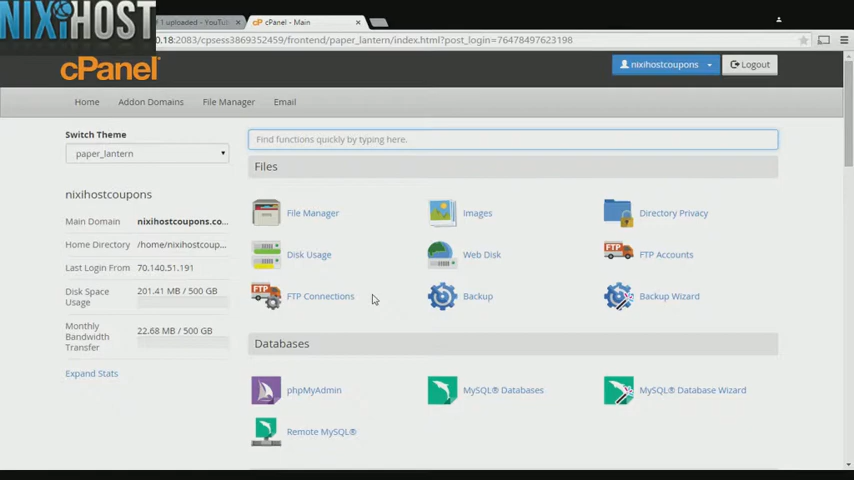 NIXIHOST
1 uploaded - YouTub ×
cPanel - Main ×
0.18:2083/cpsess3869352459/frontend/paper_lantern/index.html?post_login=76478497623198
cPanel
nixihostcoupons
Logout
Home
Addon Domains
File Manager
Email
Switch Theme
paper_lantern
nixihostcoupons
Main Domain nixihostcoupons.co...
Home Directory /home/nixihostcoup...
Last Login From 70.140.51.191
Disk Space Usage 201.41 MB / 500 GB
Monthly Bandwidth Transfer 22.68 MB / 500 GB
Expand Stats
Find functions quickly by typing here.
Files
File Manager
Images
Directory Privacy
Disk Usage
Web Disk
FTP Accounts
FTP Connections
Backup
Backup Wizard
Databases
phpMyAdmin
MySQL® Databases
MySQL® Database Wizard
Remote MySQL®